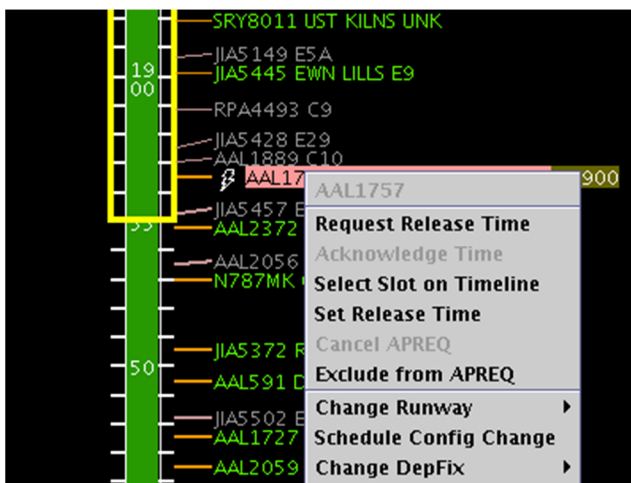 SRY8011 UST KILNS UNK
JIA5149 E5A
19
00
JIA5445 EWN LILLS E9
RPA4493 C9
JIA5428 E29
AAL1889 C10
AAL17
900
AAL1757
JIA5457 E
Request Release Time
55
AAL2372
Acknowledge Time
AAL2056
Select Slot on Timeline
N787MK
Set Release Time
Cancel APREQ
JIA5372 R
50
Exclude from APREQ
AAL591 D
Change Runway
JIA5502 E
AAL1727
Schedule Config Change
AAL2059
Change DepFix